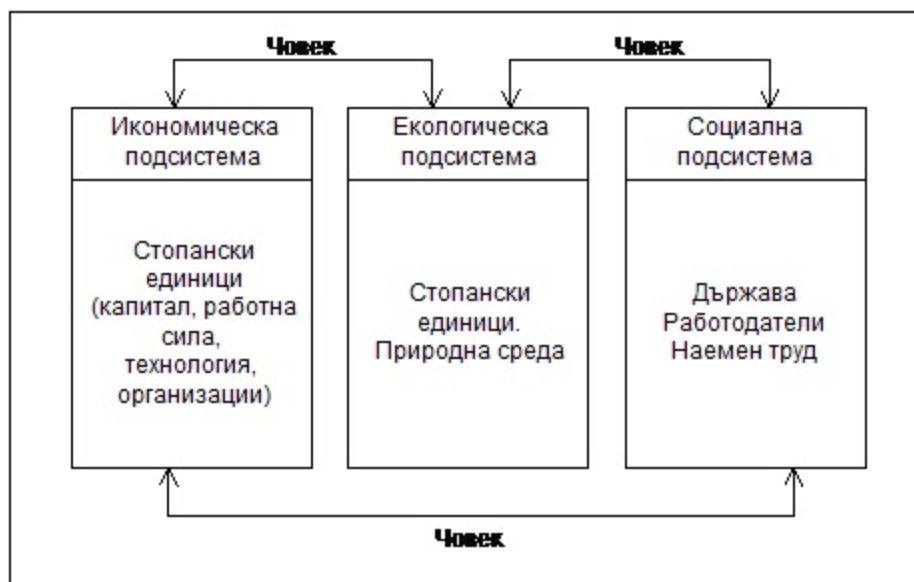 Човек
Човек
Икономическа
подсистема
Екологическа
подсистема
Социална
подсистема
Стопански
единици
(капитал, работна
сила,
технология,
организации)
Стопански
единици.
Природна среда
Държава
Работодатели
Наемен труд
Човек